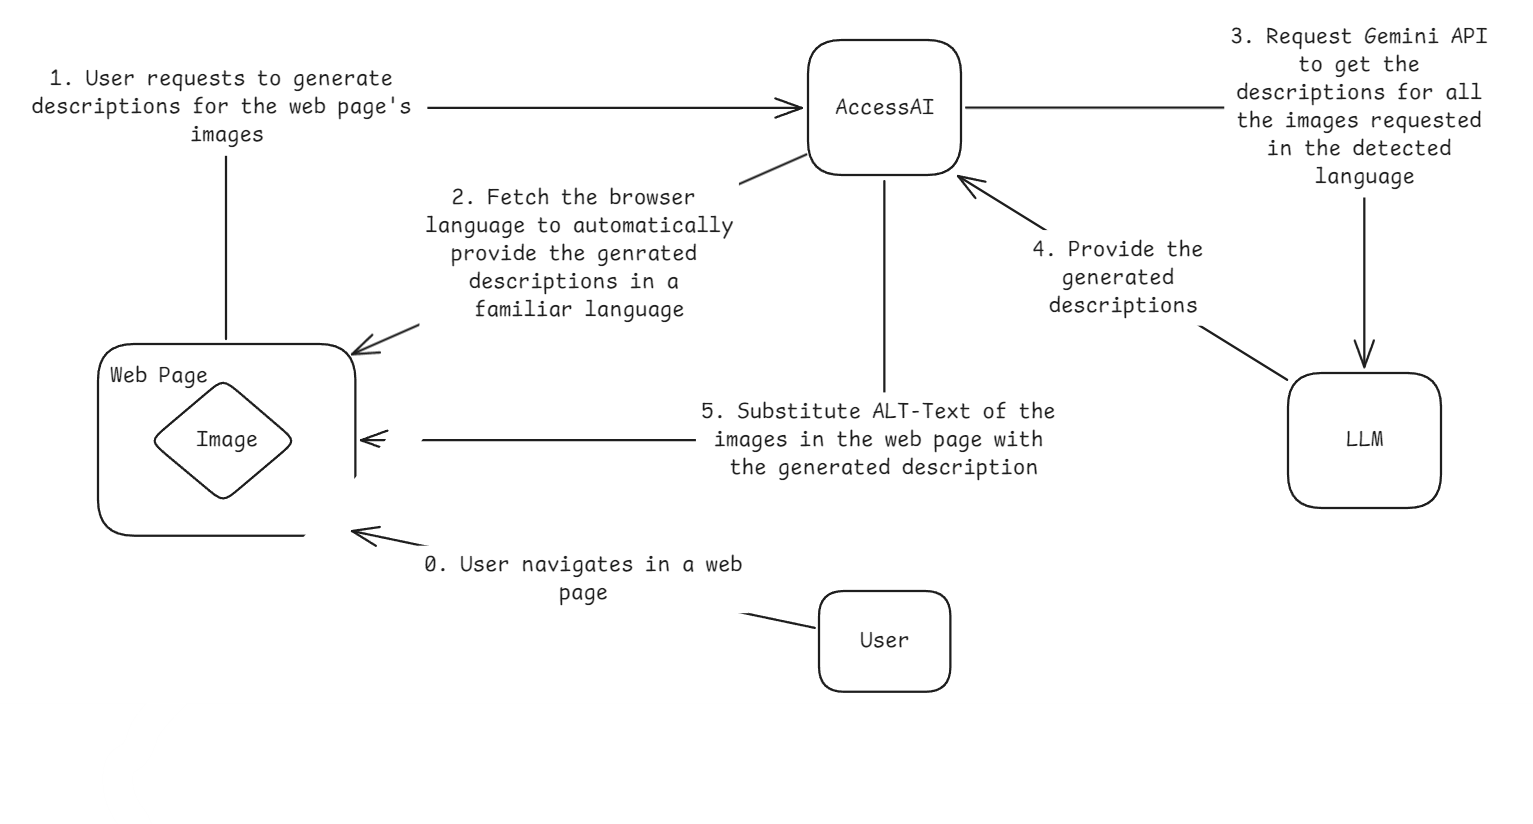 1. User requests to generate
descriptions for the web page's
images
AccessAI
3. Request Gemini API
to get the
descriptions for all
the images requested
in the detected
language
2. Fetch the browser
language to automatically
provide the genrated
descriptions in a
familiar language
4. Provide the
generated
descriptions
Web Page
Image
5. Substitute ALT-Text of the
images in the web page with
the generated description
LLM
0. User navigates in a web
page
User